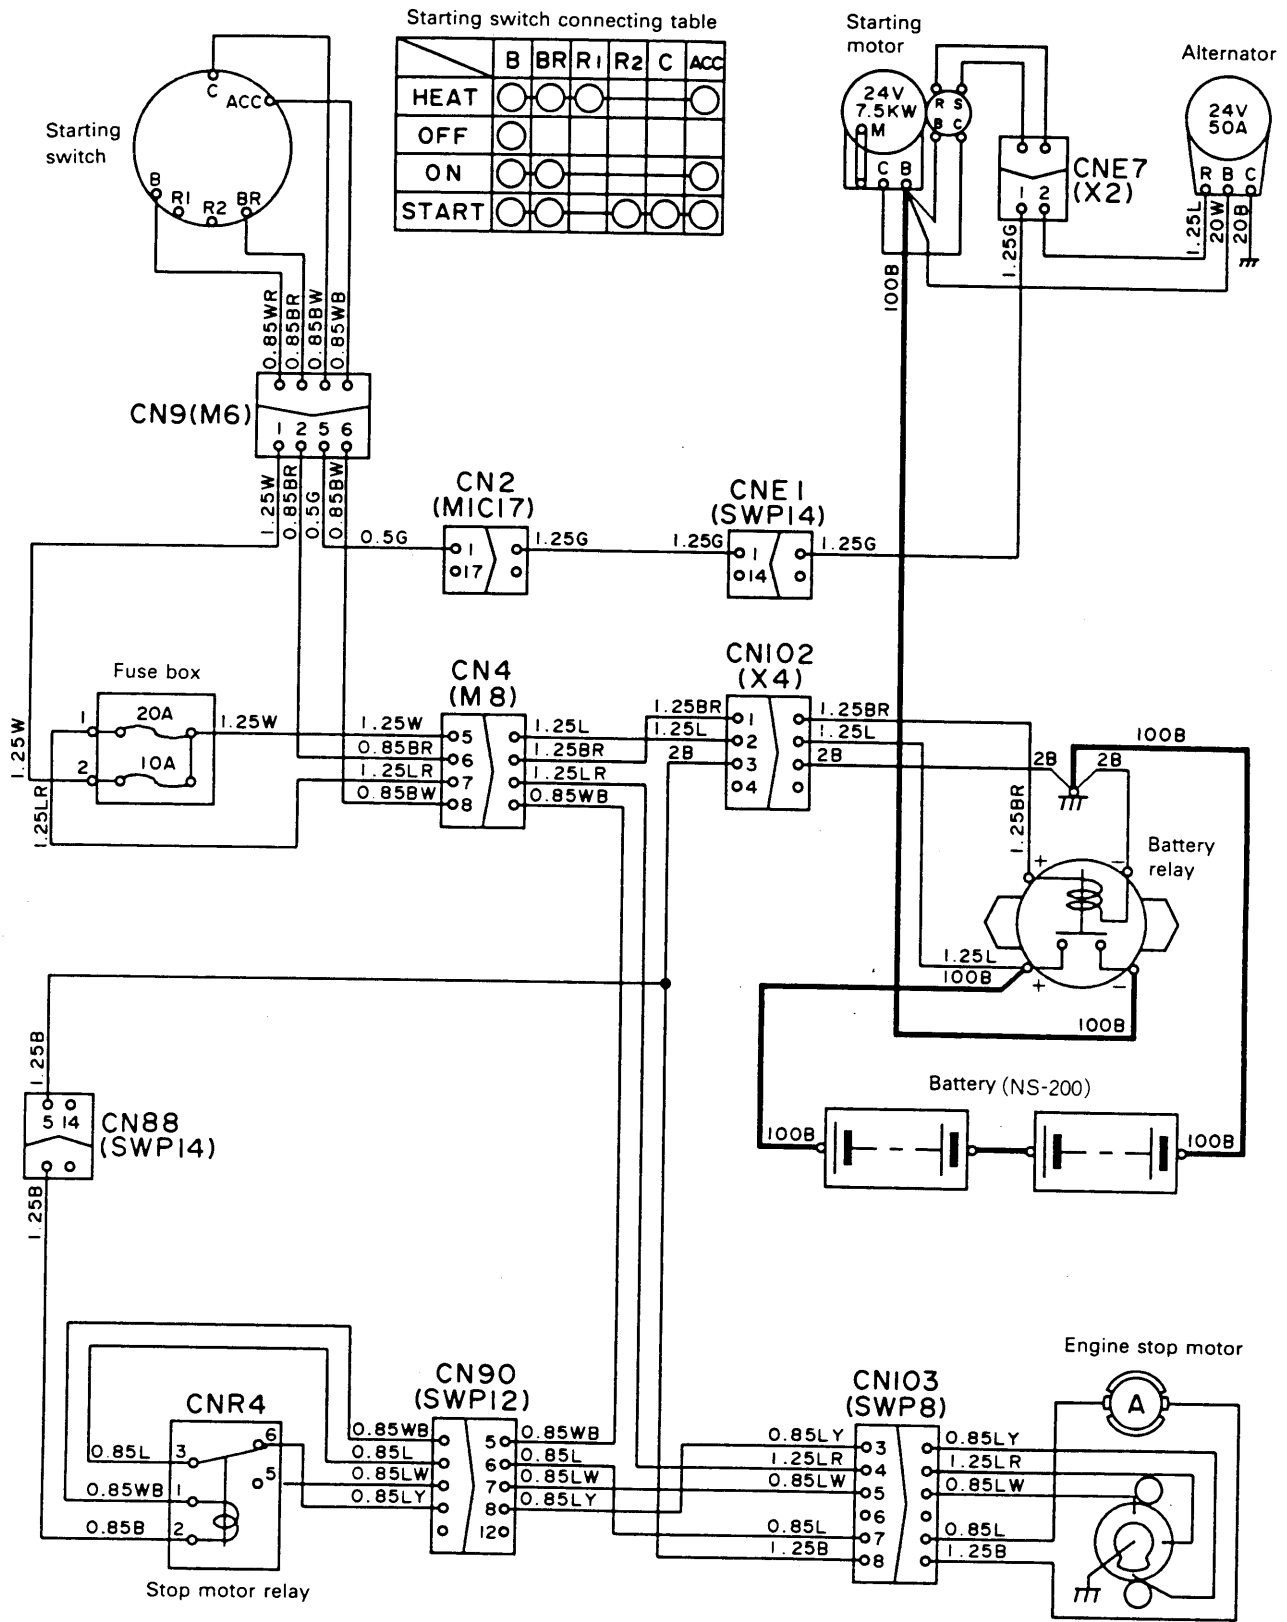 Starting switch connecting table
B BR R1 R2 C ACC
HEAT
OFF
ON
START
Starting
motor
24V
7.5KW
M
R S
B C
C B
Alternator
24V
50A
R B C
CNE7
(X2)
1 2
1.25L
20W
20B
1.25G
100B
Starting
switch
C
ACC
B
R1
R2
BR
0.85WR
0.85BR
0.85BW
0.85WB
CN9(M6)
1 2 5 6
1.25W
0.85BR
0.5G
0.85BW
CN2
(MIC17)
0.5G
1
17
1.25G
CNE1
(SWP14)
1.25G
1
14
1.25G
Fuse box
1
20A
2
10A
1.25W
1.25W
1.25LR
CN4
(M8)
1.25W
0.85BR
1.25LR
0.85BW
5
6
7
8
1.25L
1.25BR
1.25LR
0.85WB
CN102
(X4)
1.25BR
1.25L
2B
1
2
3
4
1.25BR
1.25L
2B
2B
2B
100B
1.25BR
Battery
relay
+
−
1.25L
100B
+
−
100B
Battery (NS-200)
100B
100B
1.25B
5 14
CN88
(SWP14)
1.25B
CNR4
3
6
5
1
2
0.85L
0.85WB
0.85B
Stop motor relay
CN90
(SWP12)
0.85WB
0.85L
0.85LW
0.85LY
5
6
7
8
12
0.85WB
0.85L
0.85LW
0.85LY
CN103
(SWP8)
0.85LY
1.25LR
0.85LW
0.85L
1.25B
3
4
5
6
7
8
0.85LY
1.25LR
0.85LW
0.85L
1.25B
Engine stop motor
A